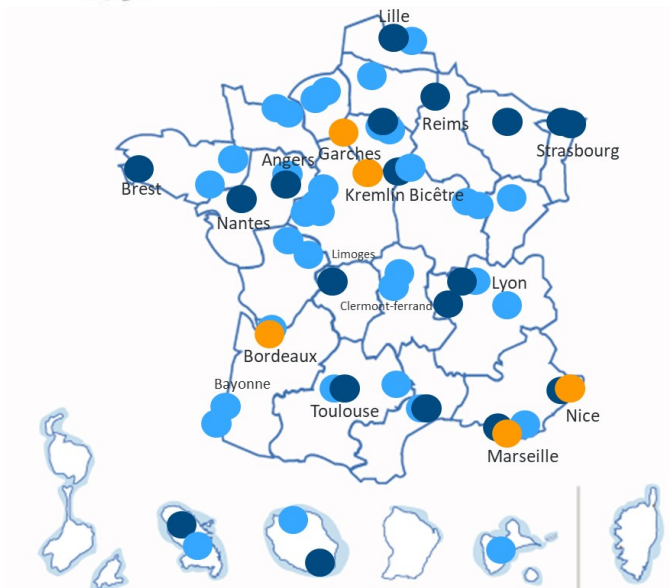 Lille
Reims
Strasbourg
Garches
Angers
Brest
Kremlin Bicêtre
Nantes
Limoges
Lyon
Clermont-ferrand
Bordeaux
Bayonne
Toulouse
Nice
Marseille